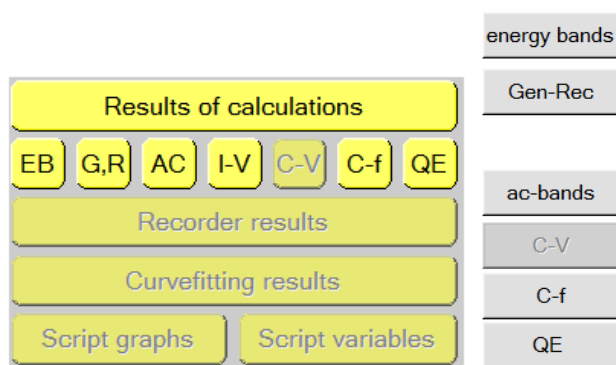 Results of calculations
EB G,R AC I-V C-V C-f QE
Recorder results
Curvefitting results
Script graphs Script variables
energy bands
Gen-Rec
ac-bands
C-V
C-f
QE